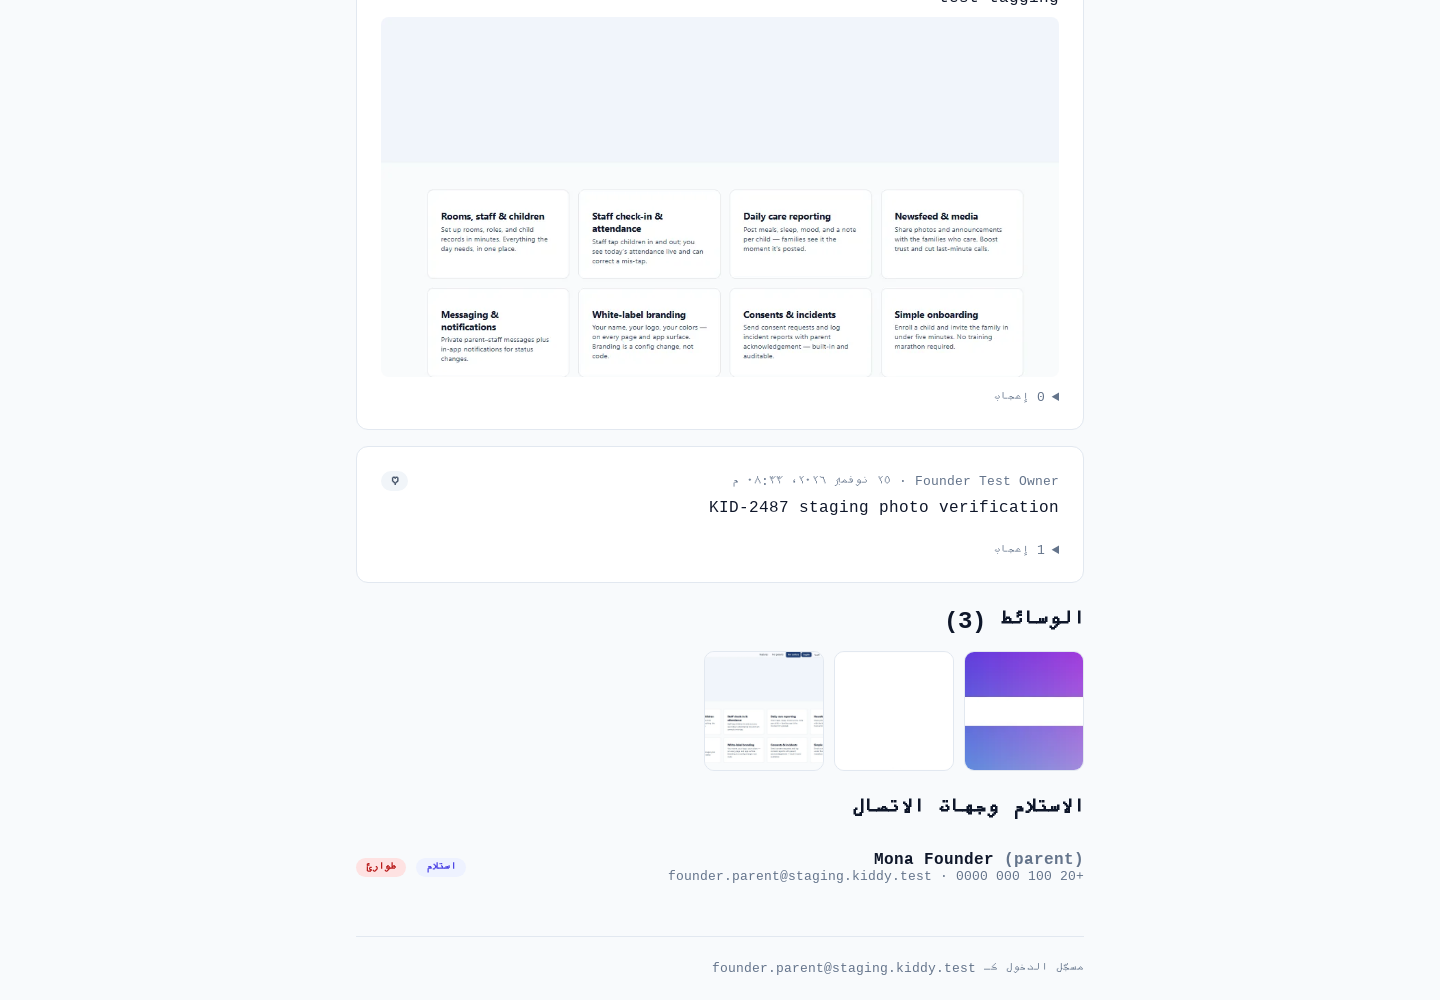 test tagging
Rooms, staff & children
Set up rooms, roles, and child
records in minutes. Everything the
day needs, in one place.
Staff check-in &
attendance
Staff tap children in and out; you
see today's attendance live and can
correct a mis-tap.
Daily care reporting
Post meals, sleep, mood, and a note
per child — families see it the
moment it's posted.
Newsfeed & media
Share photos and announcements
with the families who care. Boost
trust and cut last-minute calls.
Messaging &
notifications
Private parent–staff messages plus
in-app notifications for status
changes.
White-label branding
Your name, your logo, your colors —
on every page and app surface.
Branding is a config change, not
code.
Consents & incidents
Send consent requests and log
incident reports with parent
acknowledgement — built-in and
auditable.
Simple onboarding
Enroll a child and invite the family in
under five minutes. No training
marathon required.
◀ 0 إعجاب
Founder Test Owner · ٢٥ نوفمبر ٢٠٢٦، ٠٨:٣٣ م
KID-2487 staging photo verification
◀ 1 إعجاب
الوسائط (3)
الاستلام وجهات الاتصال
Mona Founder (parent)
founder.parent@staging.kiddy.test · 0000 000 100 20+
استلام
طوارئ
مسجّل الدخول كـ founder.parent@staging.kiddy.test